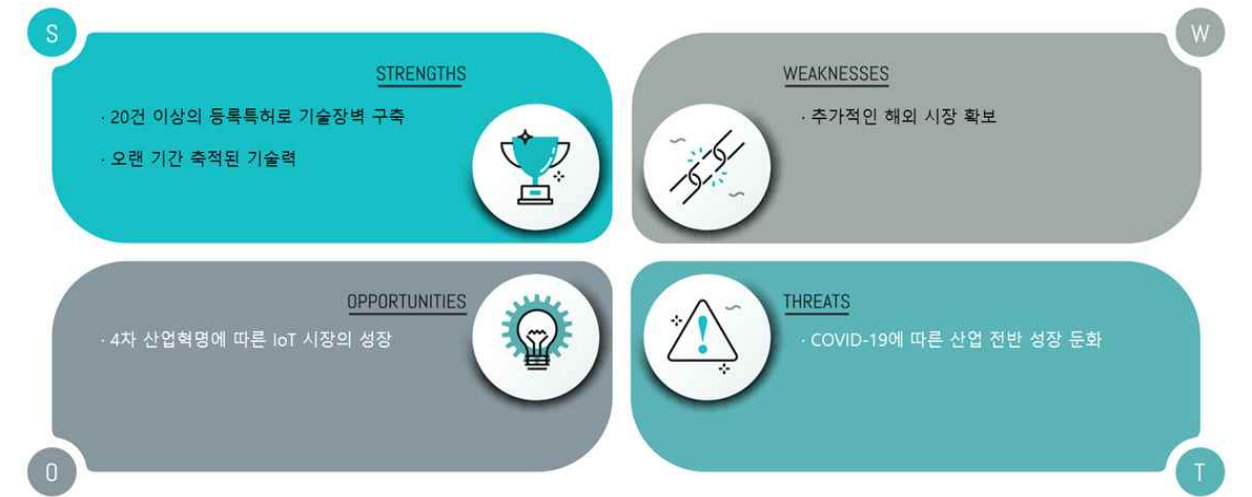 S
STRENGTHS
· 20건 이상의 등록특허로 기술장벽 구축
· 오랜 기간 축적된 기술력
W
WEAKNESSES
· 추가적인 해외 시장 확보
O
OPPORTUNITIES
· 4차 산업혁명에 따른 IoT 시장의 성장
T
THREATS
· COVID-19에 따른 산업 전반 성장 둔화